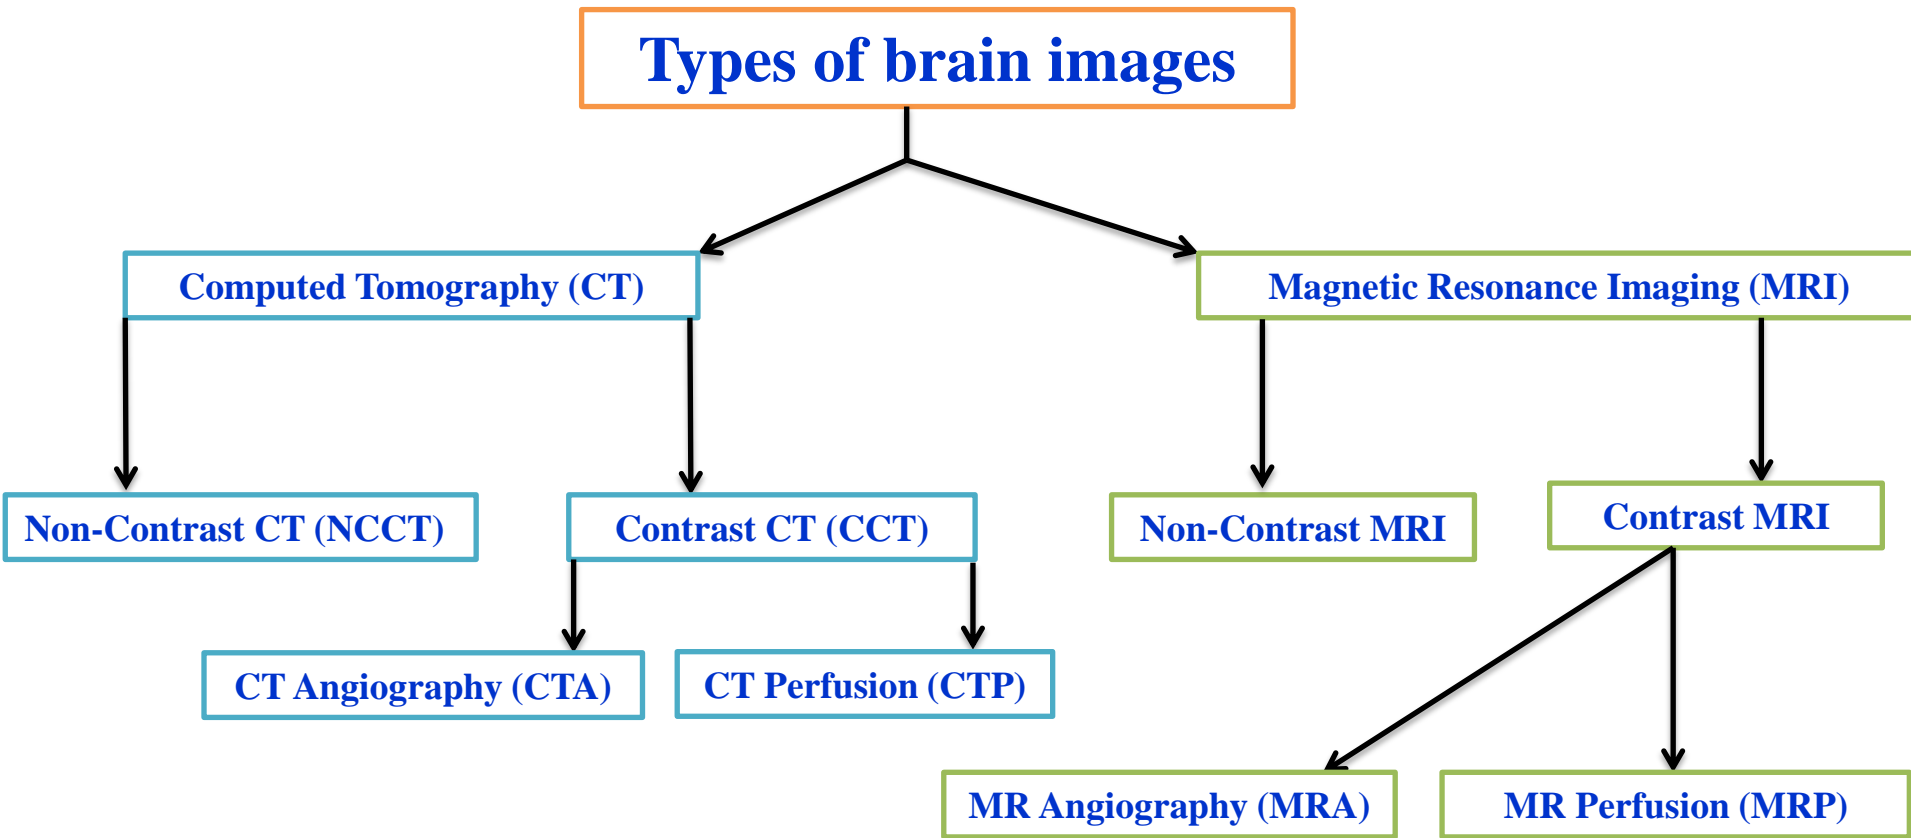 Types of brain images
Computed Tomography (CT)
Magnetic Resonance Imaging (MRI)
Non-Contrast CT (NCCT)
Contrast CT (CCT)
Non-Contrast MRI
Contrast MRI
CT Angiography (CTA)
CT Perfusion (CTP)
MR Angiography (MRA)
MR Perfusion (MRP)